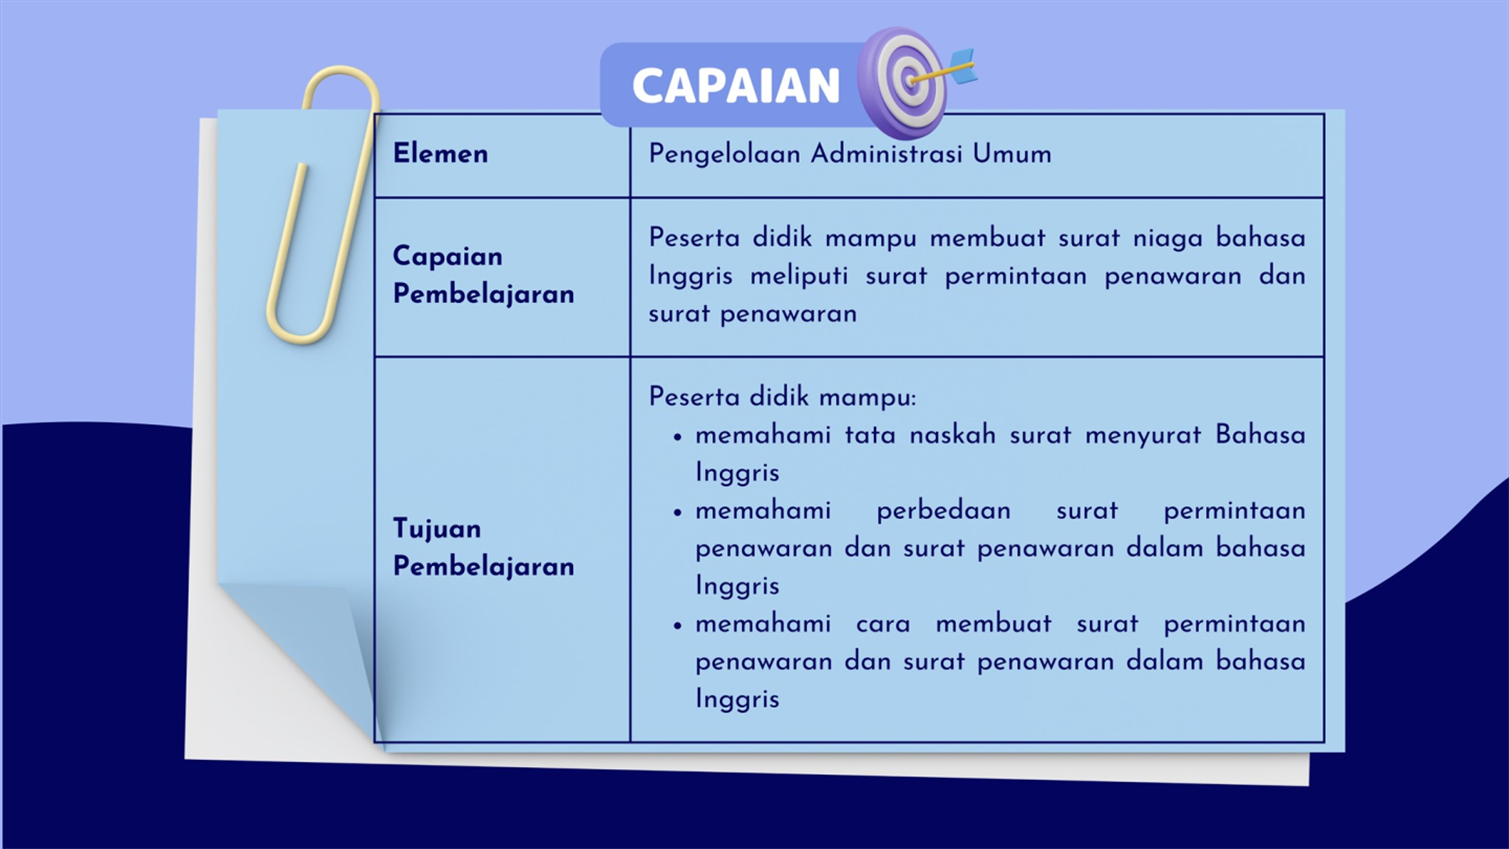 CAPAIAN
Elemen
Pengelolaan Administrasi Umum
Capaian
Pembelajaran
Peserta didik mampu membuat surat niaga bahasa
Inggris meliputi surat permintaan penawaran dan
surat penawaran
Tujuan
Pembelajaran
Peserta didik mampu:
• memahami tata naskah surat menyurat Bahasa
Inggris
• memahami perbedaan surat permintaan
penawaran dan surat penawaran dalam bahasa
Inggris
• memahami cara membuat surat permintaan
penawaran dan surat penawaran dalam bahasa
Inggris